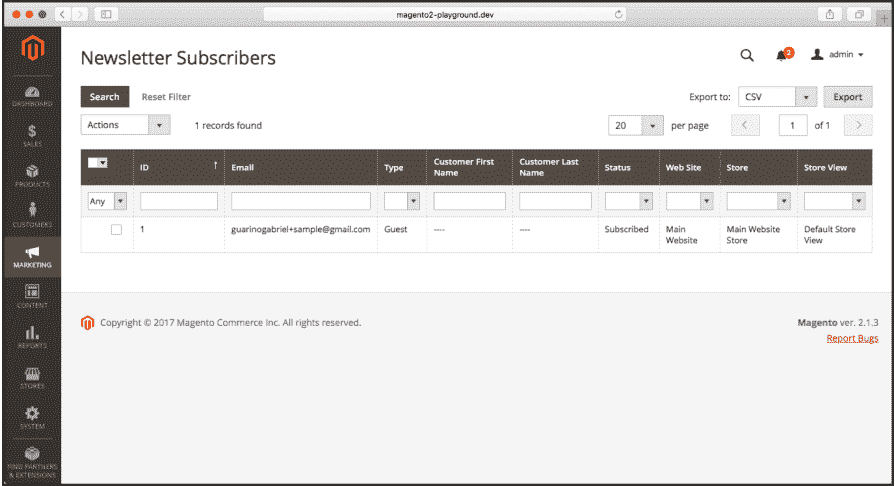 magento2-playground.dev
Newsletter Subscribers
2
admin
Search
Reset Filter
Export to:
CSV
Export
Actions
1 records found
20
per page
1
of 1
ID
Email
Type
Customer First
Name
Customer Last
Name
Status
Web Site
Store
Store View
Any
1
guarinogabriel+sample@gmail.com
Guest
----
----
Subscribed
Main
Website
Main Website
Store
Default Store
View
DASHBOARD
$
SALES
PRODUCTS
CUSTOMERS
MARKETING
CONTENT
REPORTS
STORES
SYSTEM
FIND PARTNERS
& EXTENSIONS
Copyright © 2017 Magento Commerce Inc. All rights reserved.
Magento ver. 2.1.3
Report Bugs